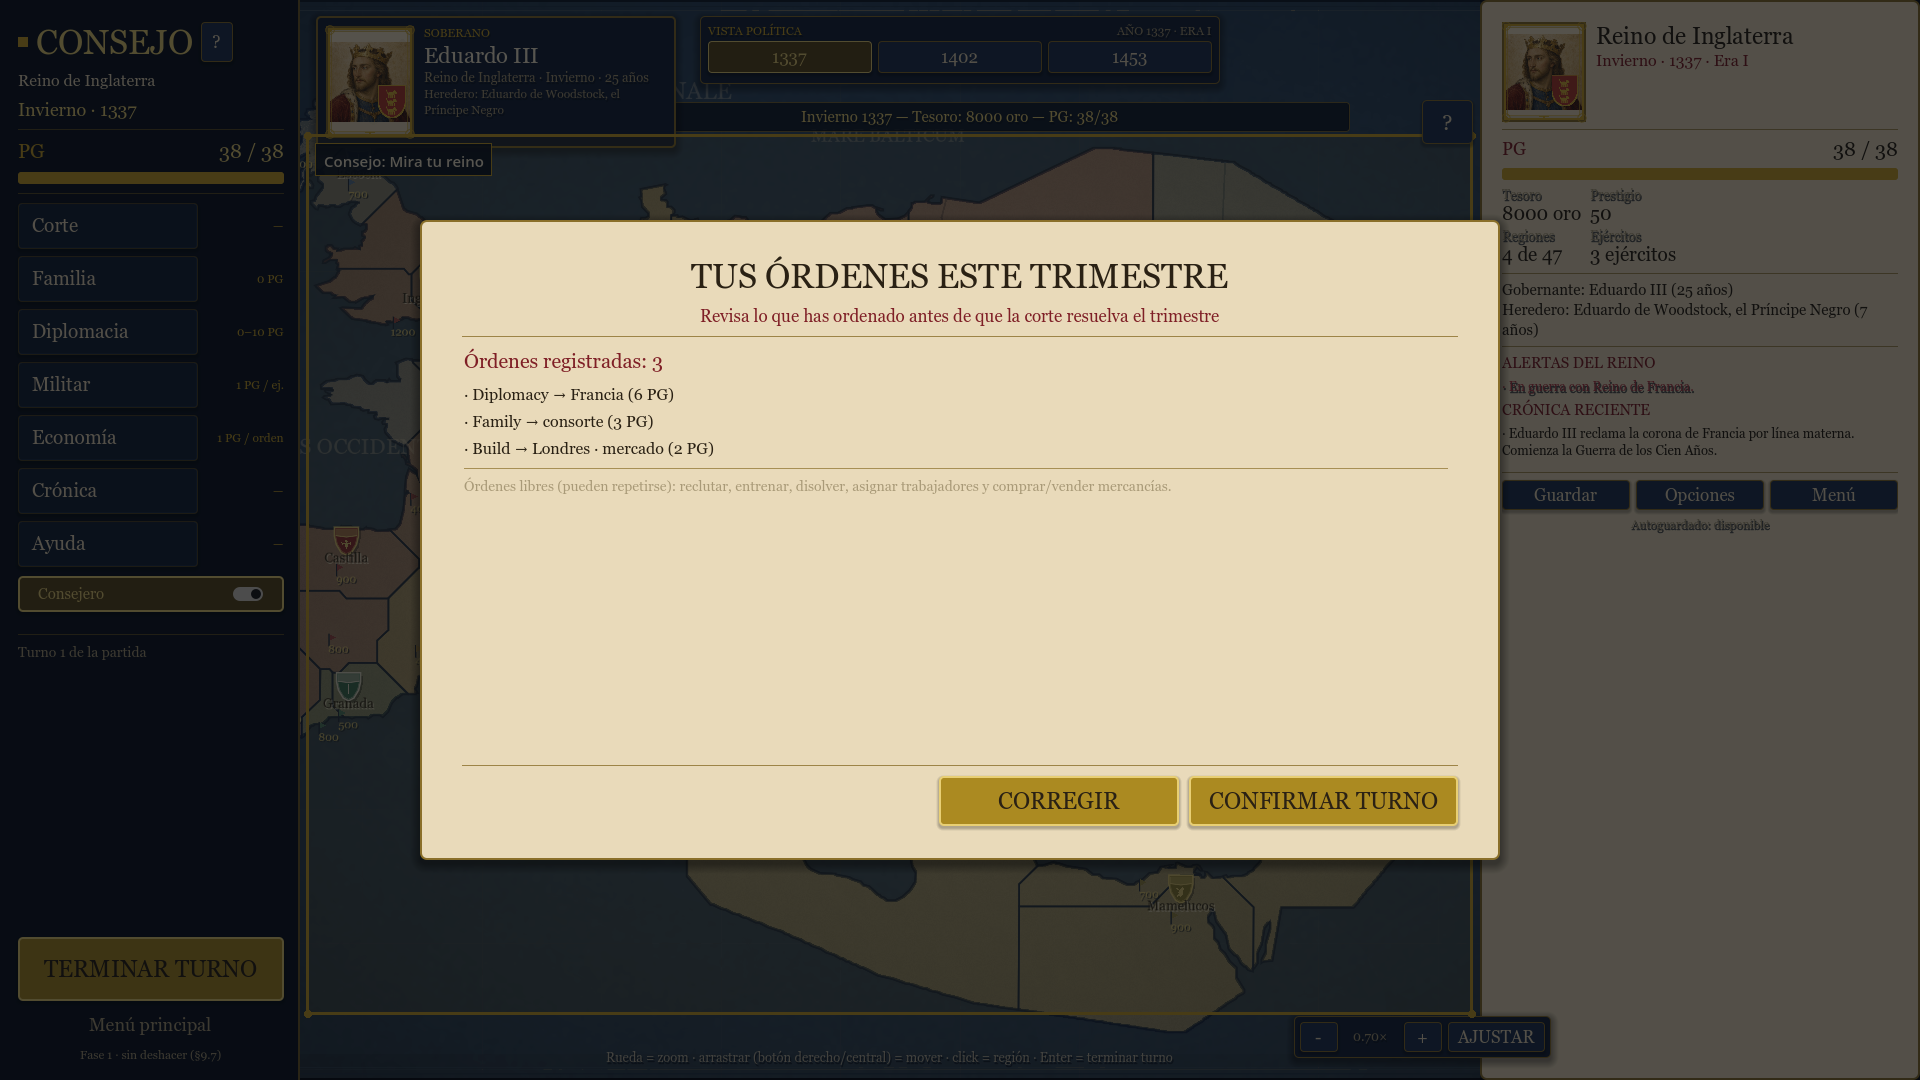 CONSEJO
?
Reino de Inglaterra
Invierno · 1337
PG 38 / 38
Corte –
Familia 0 PG
Diplomacia 0–10 PG
Militar 1 PG / ej.
Economía 1 PG / orden
Crónica –
Ayuda –
Consejero
Turno 1 de la partida
TERMINAR TURNO
Menú principal
Fase 1 · sin deshacer (§9.7)
SOBERANO
Eduardo III
Reino de Inglaterra · Invierno · 25 años
Heredero: Eduardo de Woodstock, el
Príncipe Negro
Consejo: Mira tu reino
VISTA POLÍTICA AÑO 1337 · ERA I
1337 1402 1453
Invierno 1337 — Tesoro: 8000 oro — PG: 38/38
MARE BALTICUM
?
700
1200
Castilla
900
800
Granada
500
800
TUS ÓRDENES ESTE TRIMESTRE
Revisa lo que has ordenado antes de que la corte resuelva el trimestre
Órdenes registradas: 3
· Diplomacy → Francia (6 PG)
· Family → consorte (3 PG)
· Build → Londres · mercado (2 PG)
Órdenes libres (pueden repetirse): reclutar, entrenar, disolver, asignar trabajadores y comprar/vender mercancías.
CORREGIR
CONFIRMAR TURNO
Mamelucos
900
Rueda = zoom · arrastrar (botón derecho/central) = mover · click = región · Enter = terminar turno
- 0.70× + AJUSTAR
Reino de Inglaterra
Invierno · 1337 · Era I
PG 38 / 38
Tesoro Prestigio
8000 oro 50
Regiones Ejércitos
4 de 47 3 ejércitos
Gobernante: Eduardo III (25 años)
Heredero: Eduardo de Woodstock, el Príncipe Negro (7
años)
ALERTAS DEL REINO
· En guerra con Reino de Francia.
CRÓNICA RECIENTE
· Eduardo III reclama la corona de Francia por línea materna.
Comienza la Guerra de los Cien Años.
Guardar Opciones Menú
Autoguardado: disponible